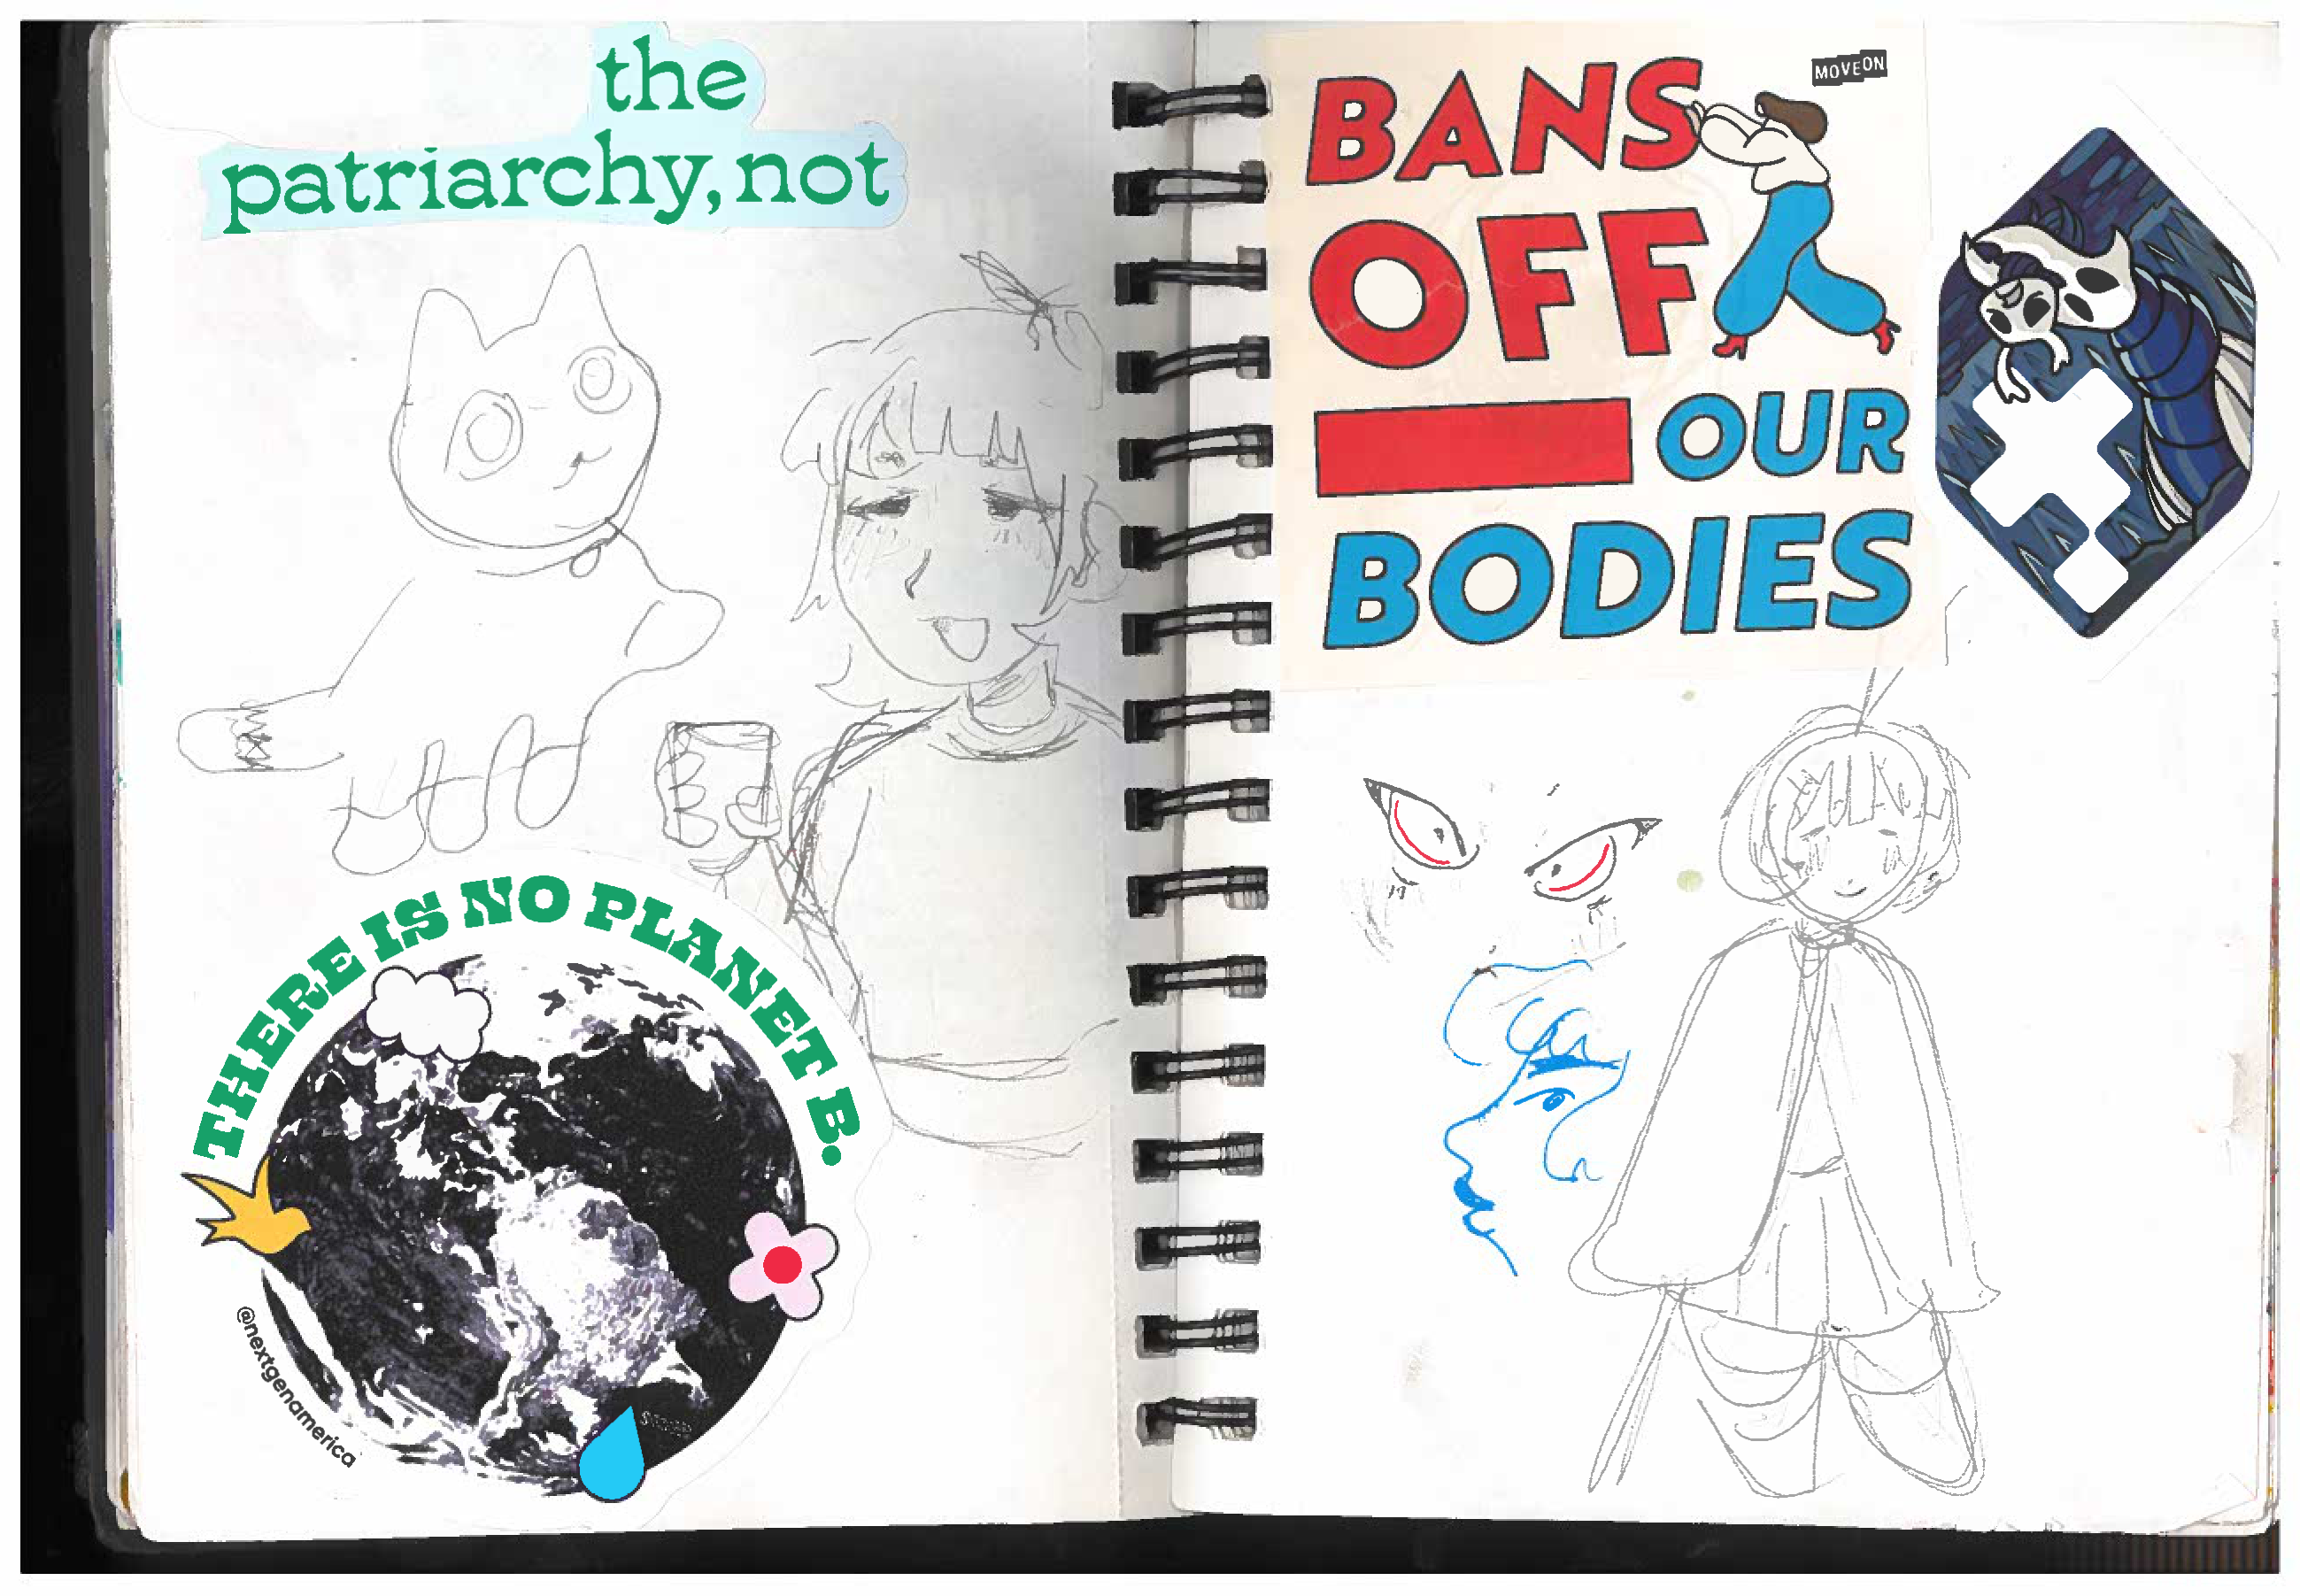 the
patriarchy, not
THERE IS NO PLANET B.
@nextgenamerica
MOVEON
BANS
OFF
OUR
BODIES